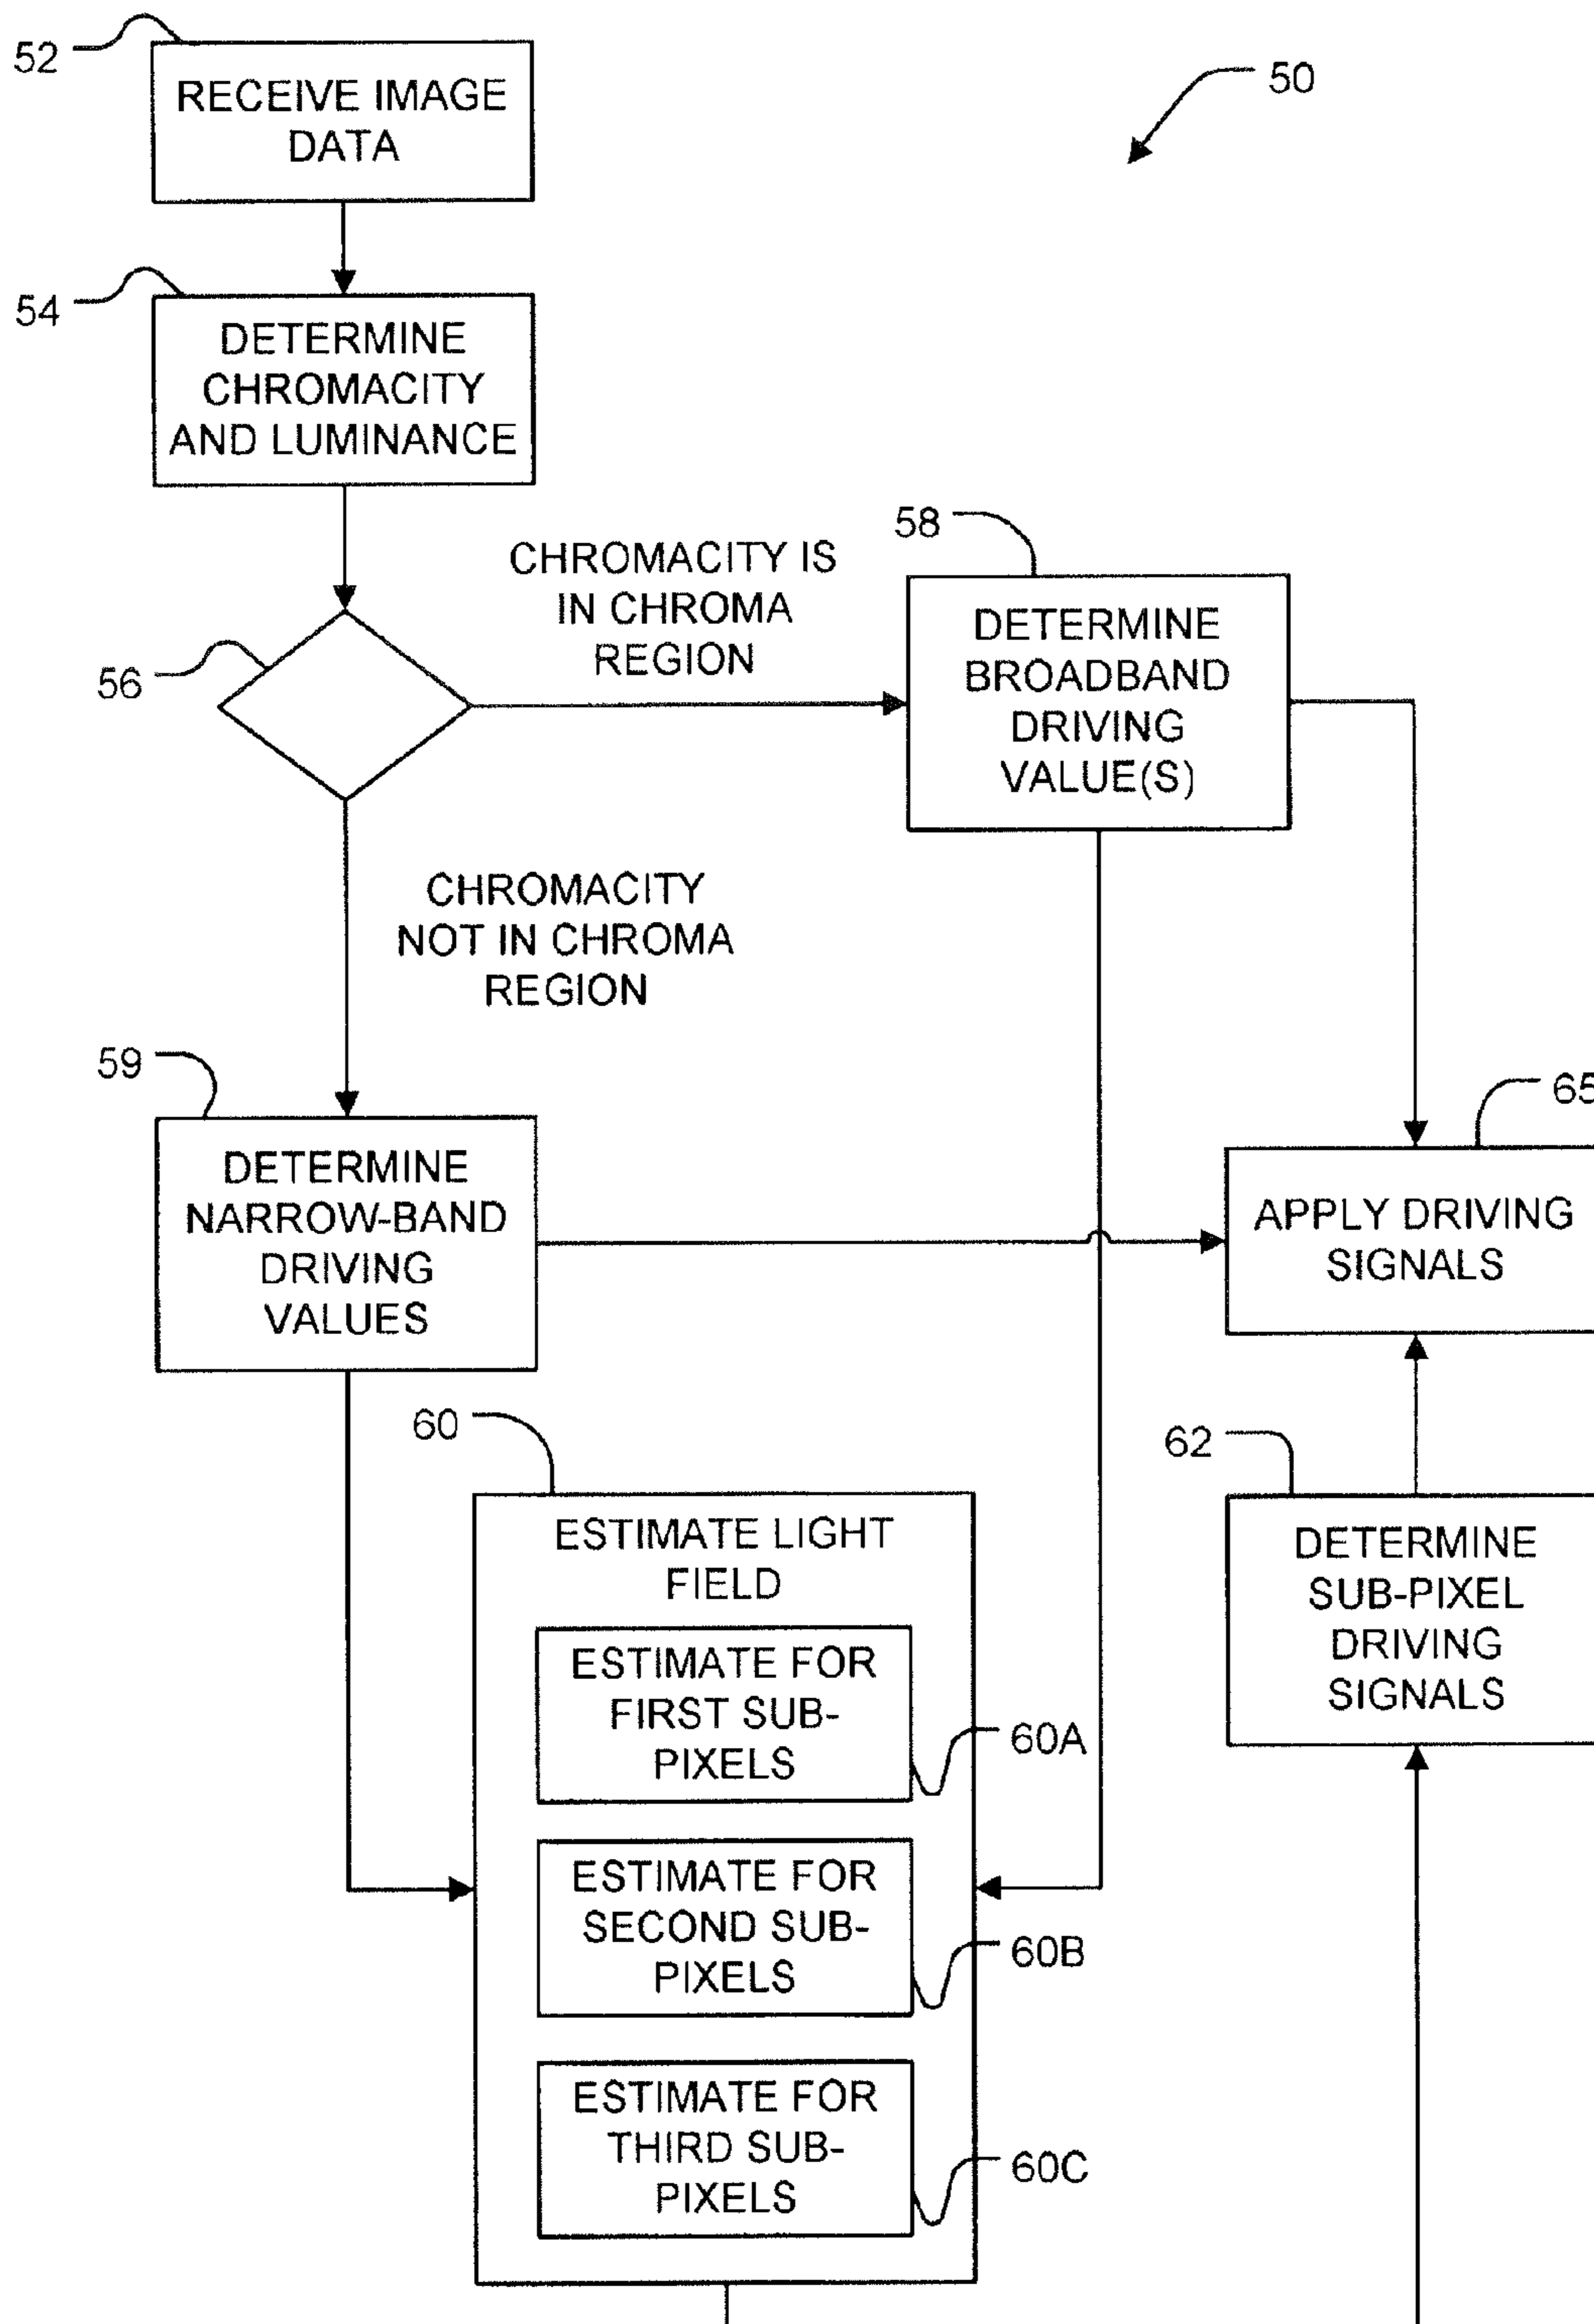 52
RECEIVE IMAGE
DATA
50
54
DETERMINE
CHROMACITY
AND LUMINANCE
56
CHROMACITY IS
IN CHROMA
REGION
58
DETERMINE
BROADBAND
DRIVING
VALUE(S)
CHROMACITY
NOT IN CHROMA
REGION
59
DETERMINE
NARROW-BAND
DRIVING
VALUES
65
APPLY DRIVING
SIGNALS
60
ESTIMATE LIGHT
FIELD
ESTIMATE FOR
FIRST SUB-
PIXELS
60A
ESTIMATE FOR
SECOND SUB-
PIXELS
60B
ESTIMATE FOR
THIRD SUB-
PIXELS
60C
62
DETERMINE
SUB-PIXEL
DRIVING
SIGNALS